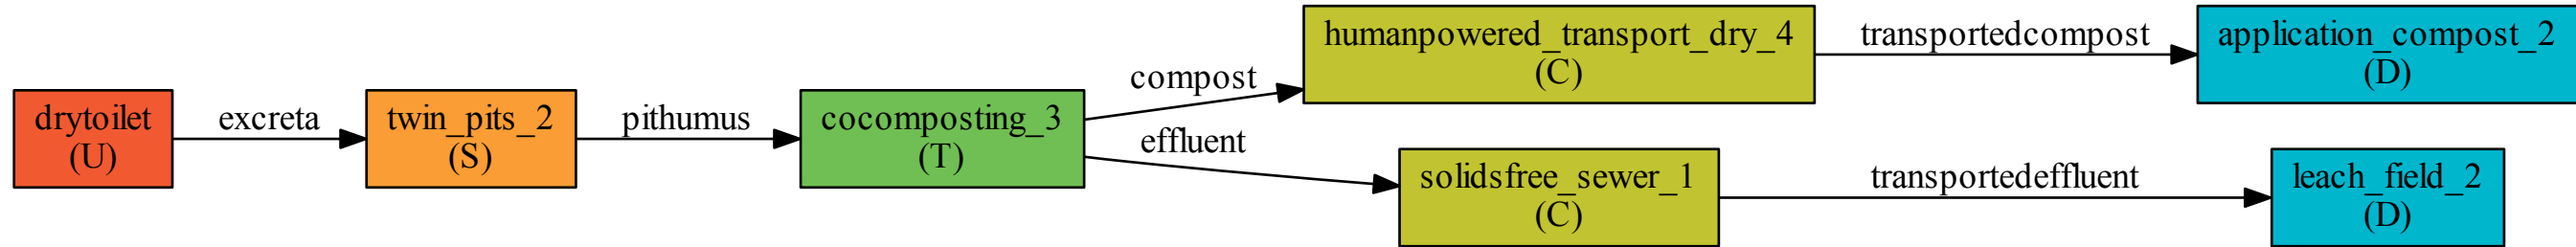 drytoilet
(U)
excreta
twin_pits_2
(S)
pithumus
cocomposting_3
(T)
compost
effluent
humanpowered_transport_dry_4
(C)
transportedcompost
application_compost_2
(D)
solidsfree_sewer_1
(C)
transportedeffluent
leach_field_2
(D)